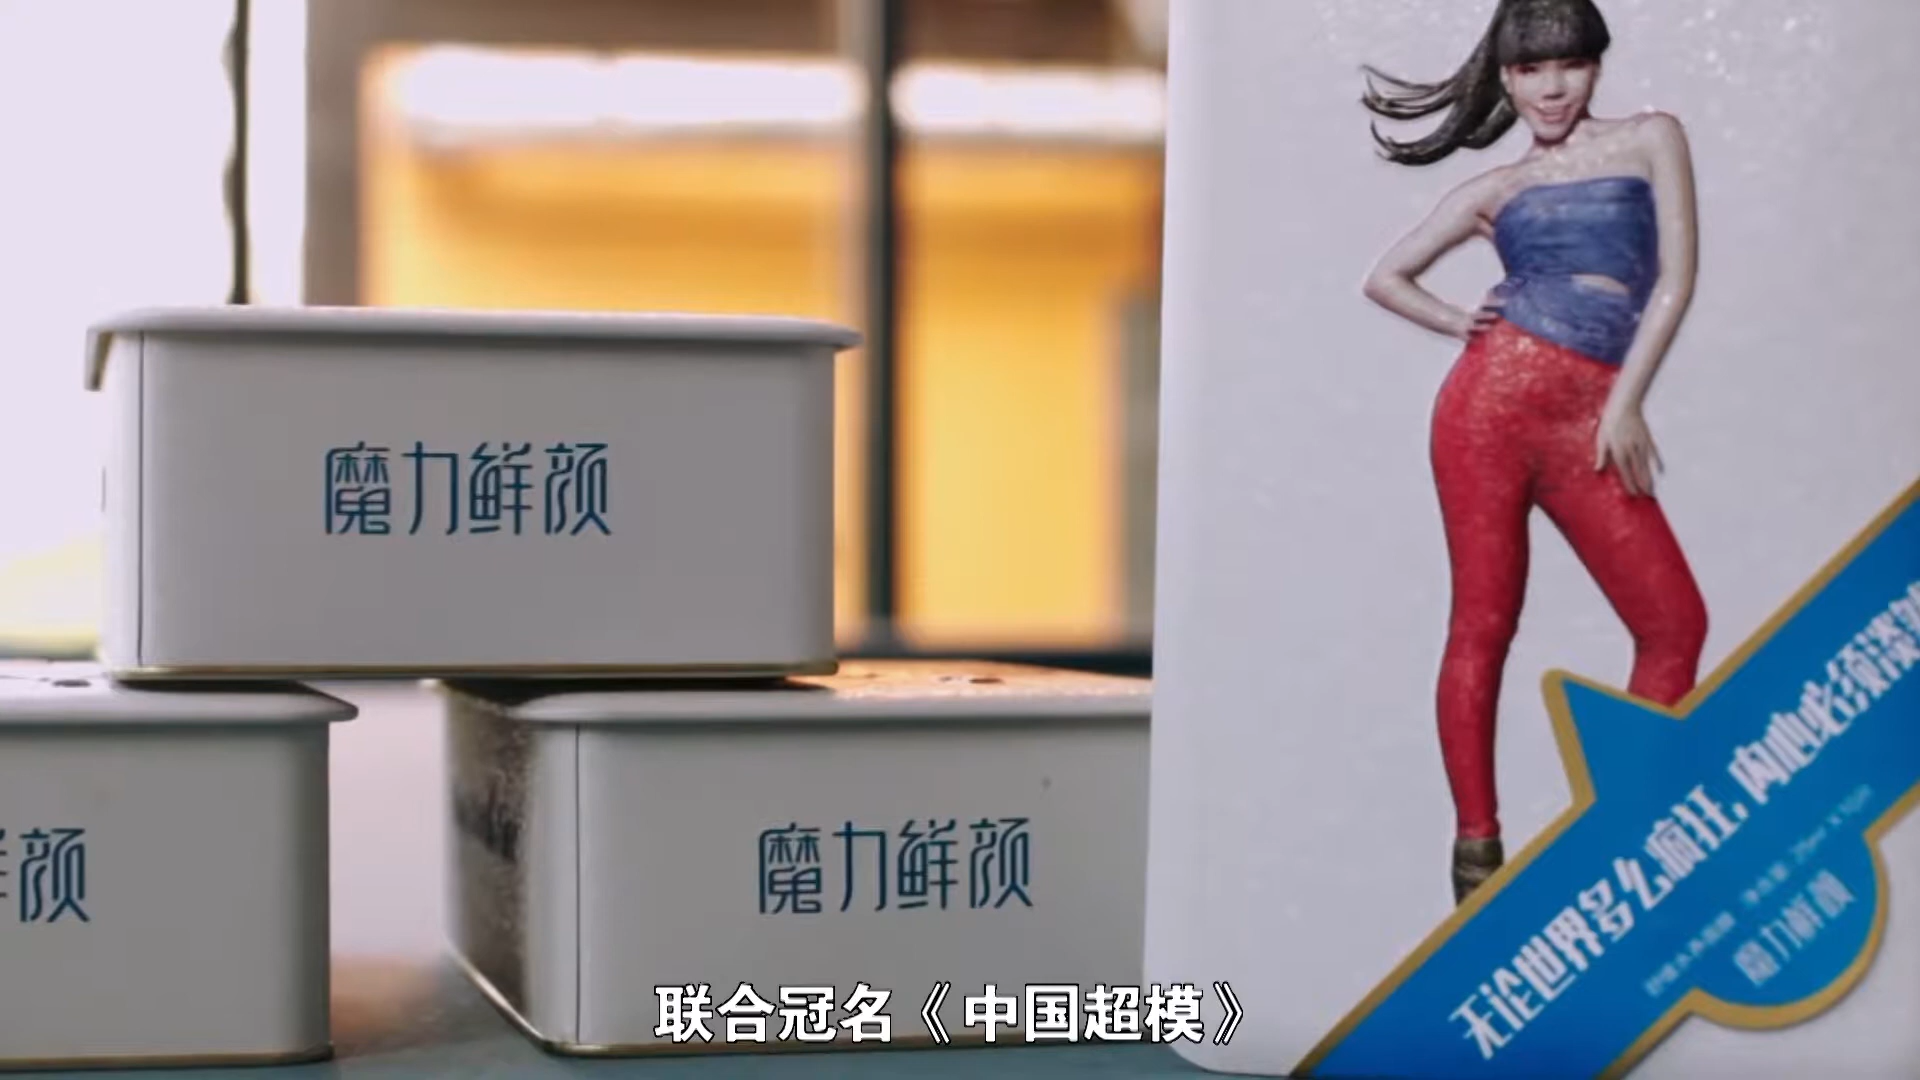 魔力鲜颜
鲜颜
魔力鲜颜
无论世界多么疯狂，内心必须淡
魔力鲜颜
联合冠名《中国超模》